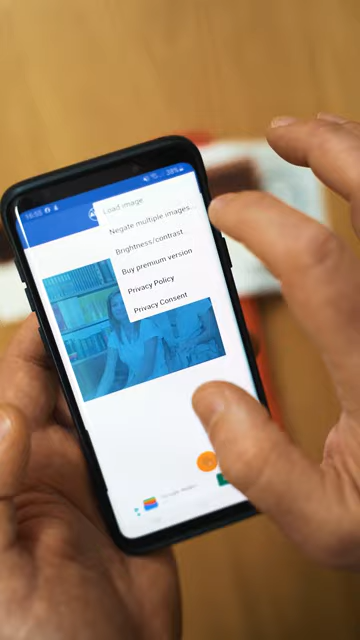 Load image
Negate multiple images..
Brightness/contrast..
Buy premium version
Privacy Policy
Privacy Consent